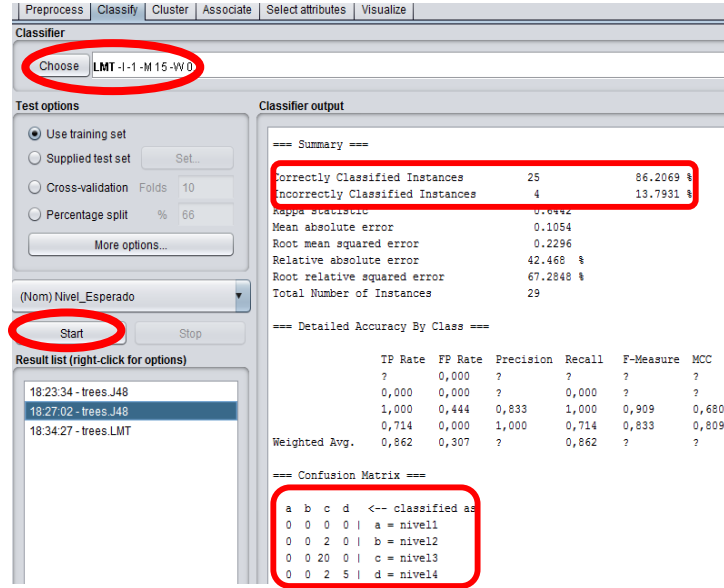 Preprocess Classify Cluster Associate Select attributes Visualize
Classifier
Choose LMT -I -1 -M 15 -W 0
Test options
Use training set
Supplied test set Set...
Cross-validation Folds 10
Percentage split % 66
More options...
(Nom) Nivel_Esperado
Start Stop
Result list (right-click for options)
18:23:34 - trees.J48
18:27:02 - trees.J48
18:34:27 - trees.LMT
Classifier output
=== Summary ===
Correctly Classified Instances 25 86.2069 %
Incorrectly Classified Instances 4 13.7931 %
Kappa statistic 0.6442
Mean absolute error 0.1054
Root mean squared error 0.2296
Relative absolute error 42.468 %
Root relative squared error 67.2848 %
Total Number of Instances 29
=== Detailed Accuracy By Class ===
TP Rate FP Rate Precision Recall F-Measure MCC
? 0,000 ? ? ? ?
0,000 0,000 ? 0,000 ? ?
1,000 0,444 0,833 1,000 0,909 0,680
0,714 0,000 1,000 0,714 0,833 0,809
Weighted Avg. 0,862 0,307 ? 0,862 ? ?
=== Confusion Matrix ===
a b c d <-- classified as
0 0 0 0 | a = nivel1
0 0 2 0 | b = nivel2
0 0 20 0 | c = nivel3
0 0 2 5 | d = nivel4